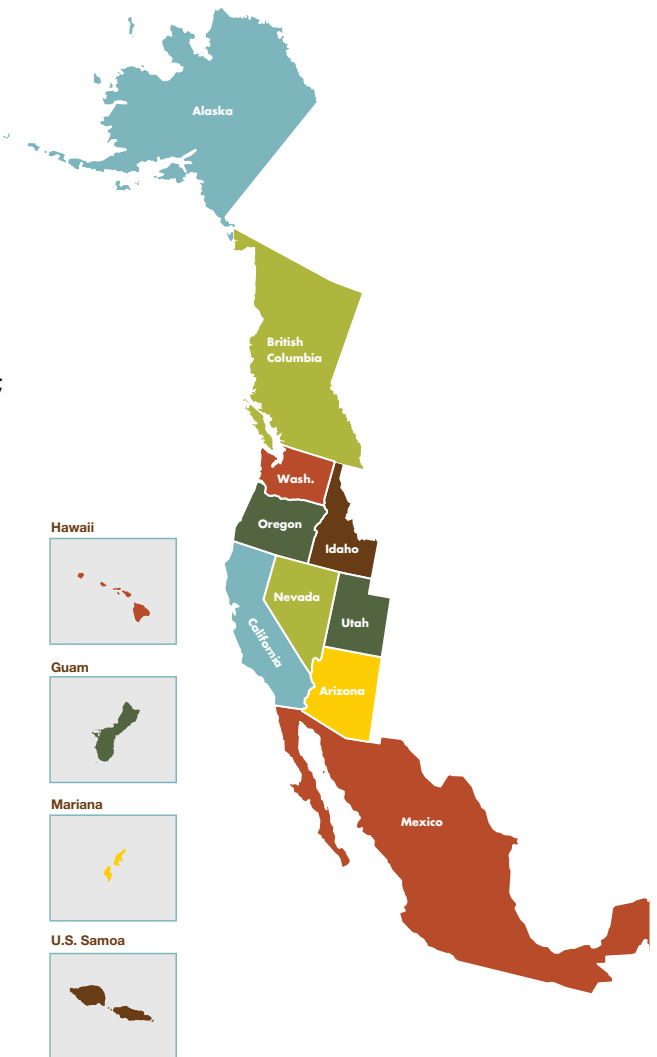 Alaska
British
Columbia
;
Wash.
Oregon
Hawaii
Idaho
Nevada
Utah
California
Guam
Arizona
Mariana
Mexico
U.S. Samoa